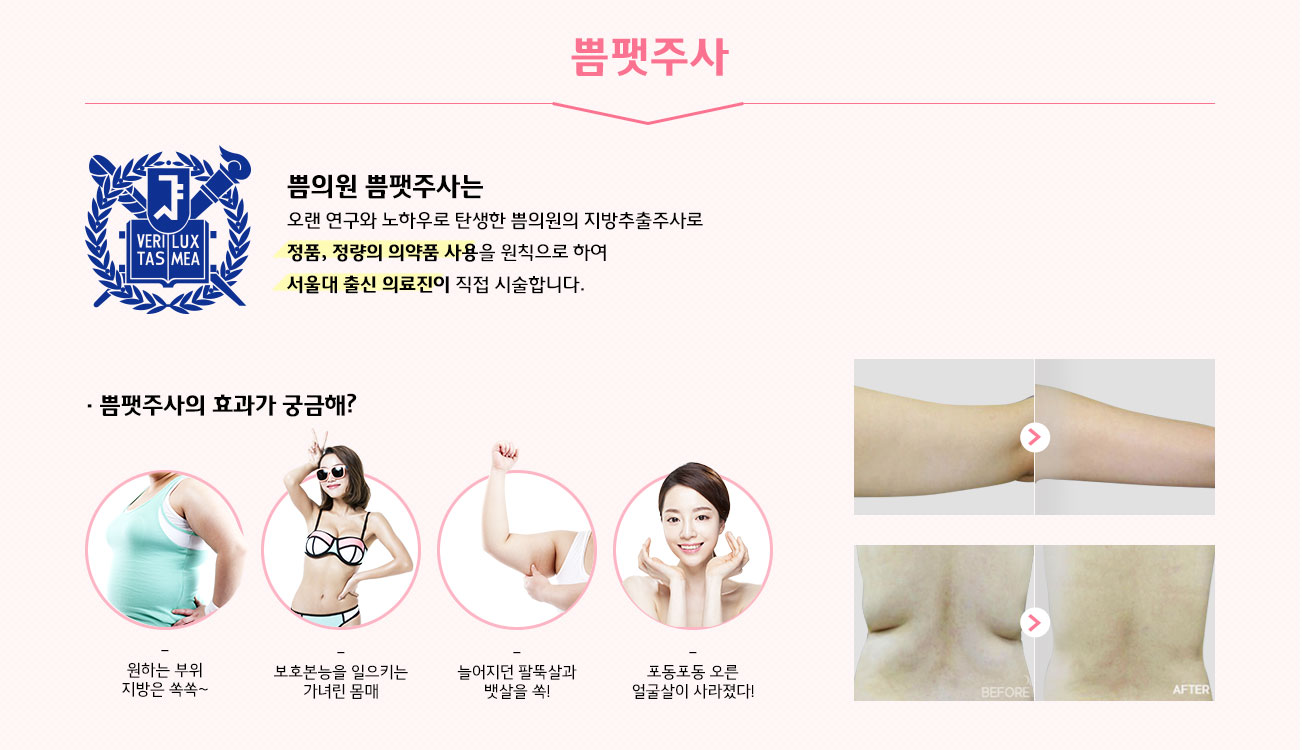 쁨팻주사
VERI LUX
TAS MEA
쁨의원 쁨팻주사는
오랜 연구와 노하우로 탄생한 쁨의원의 지방추출주사로
정품, 정량의 의약품 사용을 원칙으로 하여
서울대 출신 의료진이 직접 시술합니다.
· 쁨팻주사의 효과가 궁금해?
–
원하는 부위
지방은 쏙쏙~
–
보호본능을 일으키는
가녀린 몸매
–
늘어지던 팔뚝살과
뱃살을 쏙!
–
포동포동 오른
얼굴살이 사라졌다!
BEFORE
AFTER